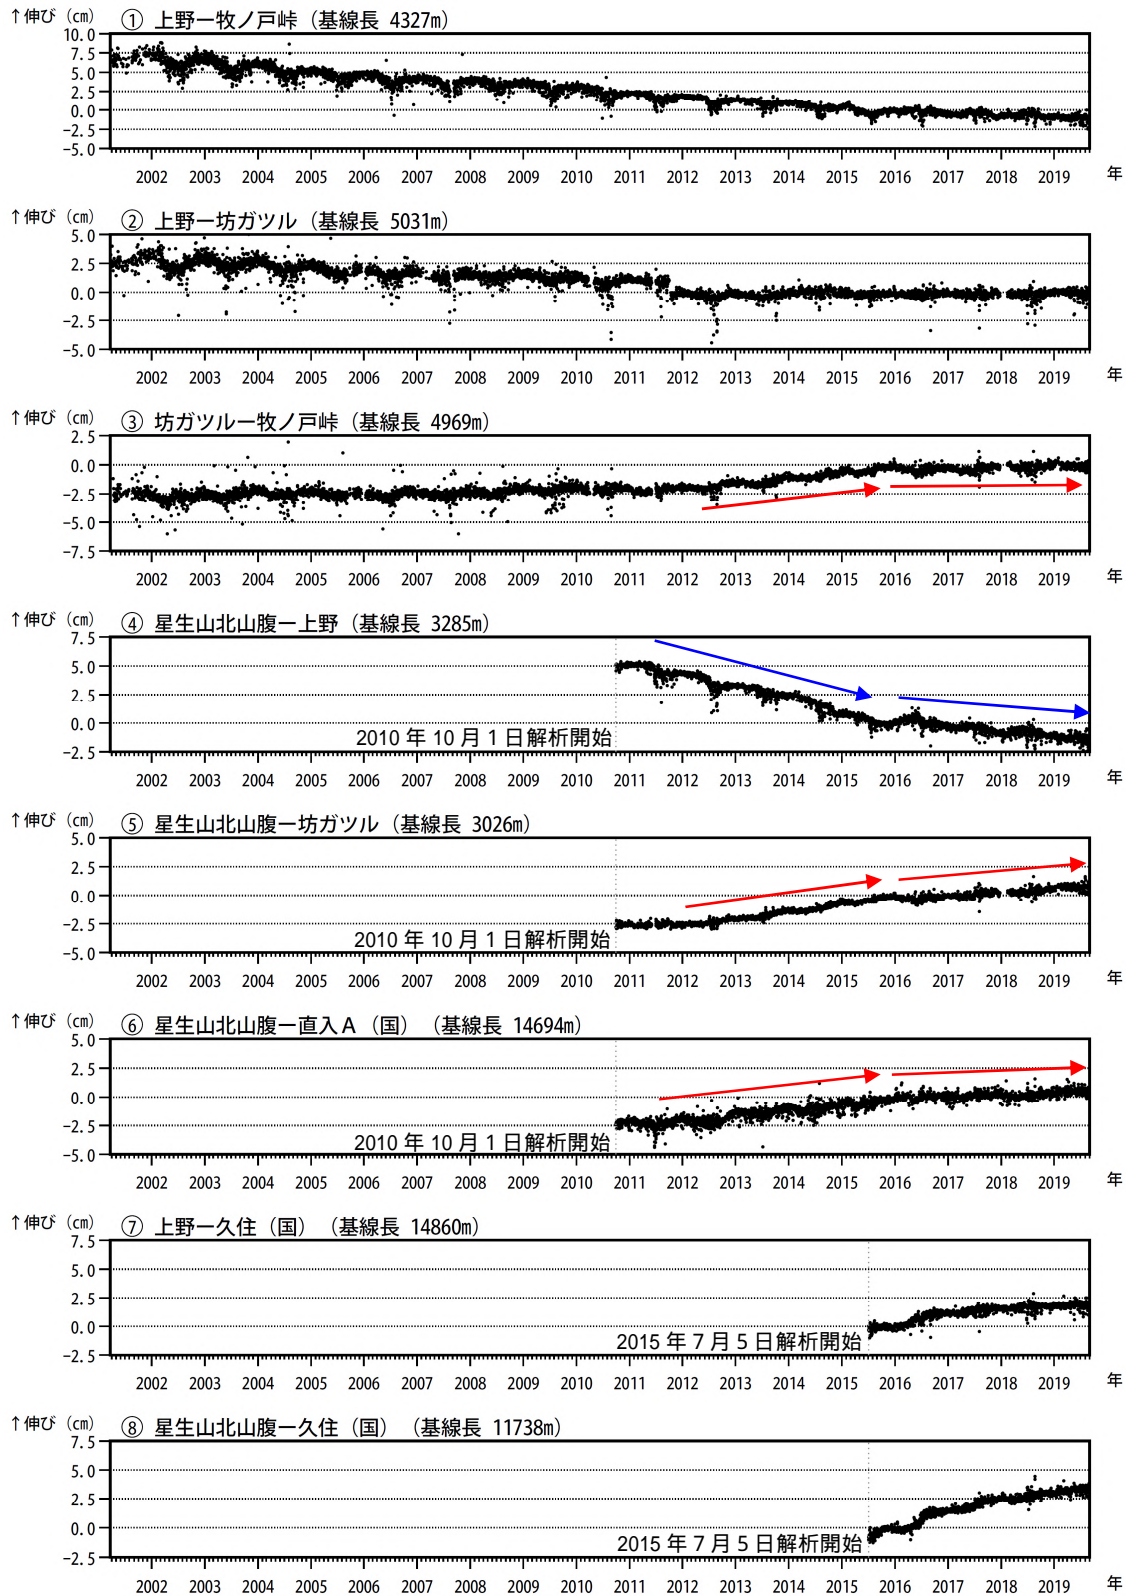 ↑伸び（cm） ① 上野ー牧ノ戸峠（基線長 4327m）
10.0
7.5
5.0
2.5
0.0
−2.5
−5.0
2002 2003 2004 2005 2006 2007 2008 2009 2010 2011 2012 2013 2014 2015 2016 2017 2018 2019 年
↑伸び（cm） ② 上野ー坊ガツル（基線長 5031m）
5.0
2.5
0.0
−2.5
−5.0
2002 2003 2004 2005 2006 2007 2008 2009 2010 2011 2012 2013 2014 2015 2016 2017 2018 2019 年
↑伸び（cm） ③ 坊ガツルー牧ノ戸峠（基線長 4969m）
2.5
0.0
−2.5
−5.0
−7.5
2002 2003 2004 2005 2006 2007 2008 2009 2010 2011 2012 2013 2014 2015 2016 2017 2018 2019 年
↑伸び（cm） ④ 星生山北山腹ー上野（基線長 3285m）
7.5
5.0
2.5
0.0
2010 年 10 月 1 日解析開始
−2.5
2002 2003 2004 2005 2006 2007 2008 2009 2010 2011 2012 2013 2014 2015 2016 2017 2018 2019 年
↑伸び（cm） ⑤ 星生山北山腹ー坊ガツル（基線長 3026m）
5.0
2.5
0.0
−2.5
2010 年 10 月 1 日解析開始
−5.0
2002 2003 2004 2005 2006 2007 2008 2009 2010 2011 2012 2013 2014 2015 2016 2017 2018 2019 年
↑伸び（cm） ⑥ 星生山北山腹ー直入Ａ（国）（基線長 14694m）
5.0
2.5
0.0
−2.5
2010 年 10 月 1 日解析開始
−5.0
2002 2003 2004 2005 2006 2007 2008 2009 2010 2011 2012 2013 2014 2015 2016 2017 2018 2019 年
↑伸び（cm） ⑦ 上野ー久住（国）（基線長 14860m）
7.5
5.0
2.5
0.0
2015 年 7 月 5 日解析開始
−2.5
2002 2003 2004 2005 2006 2007 2008 2009 2010 2011 2012 2013 2014 2015 2016 2017 2018 2019 年
↑伸び（cm） ⑧ 星生山北山腹ー久住（国）（基線長 11738m）
7.5
5.0
2.5
0.0
2015 年 7 月 5 日解析開始
−2.5
2002 2003 2004 2005 2006 2007 2008 2009 2010 2011 2012 2013 2014 2015 2016 2017 2018 2019 年